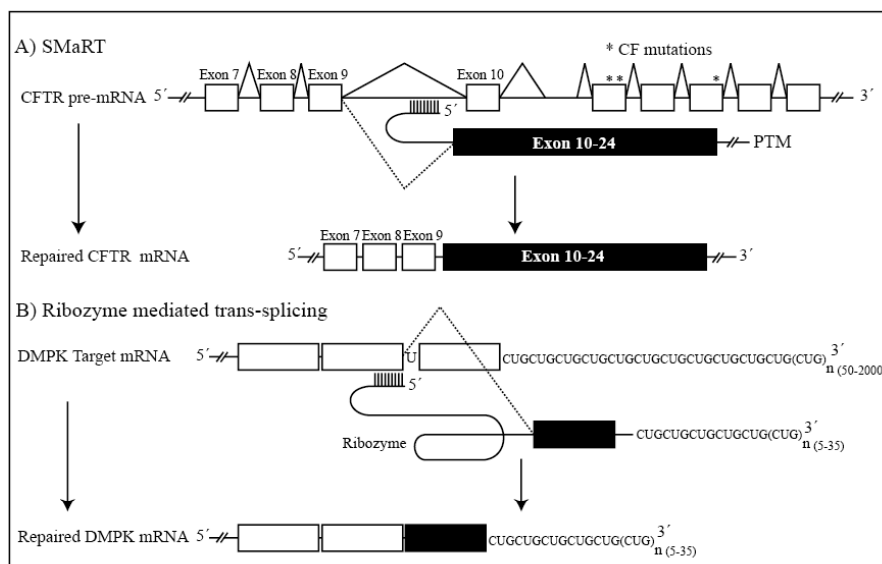 A) SMaRT
* CF mutations
Exon 7 Exon 8 Exon 9 Exon 10
* * *
CFTR pre-mRNA 5´ 3´
5´
Exon 10-24 PTM
Exon 7 Exon 8 Exon 9
Repaired CFTR mRNA 5´ Exon 10-24 3´
B) Ribozyme mediated trans-splicing
DMPK Target mRNA 5´ U CUGCUGCUGCUGCUGCUGCUGCUGCUGCUG(CUG) 3´ n (50-2000
5´
Ribozyme CUGCUGCUGCUGCUG(CUG) 3´ n (5-35)
Repaired DMPK mRNA 5´ CUGCUGCUGCUGCUG(CUG) 3´ n (5-35)